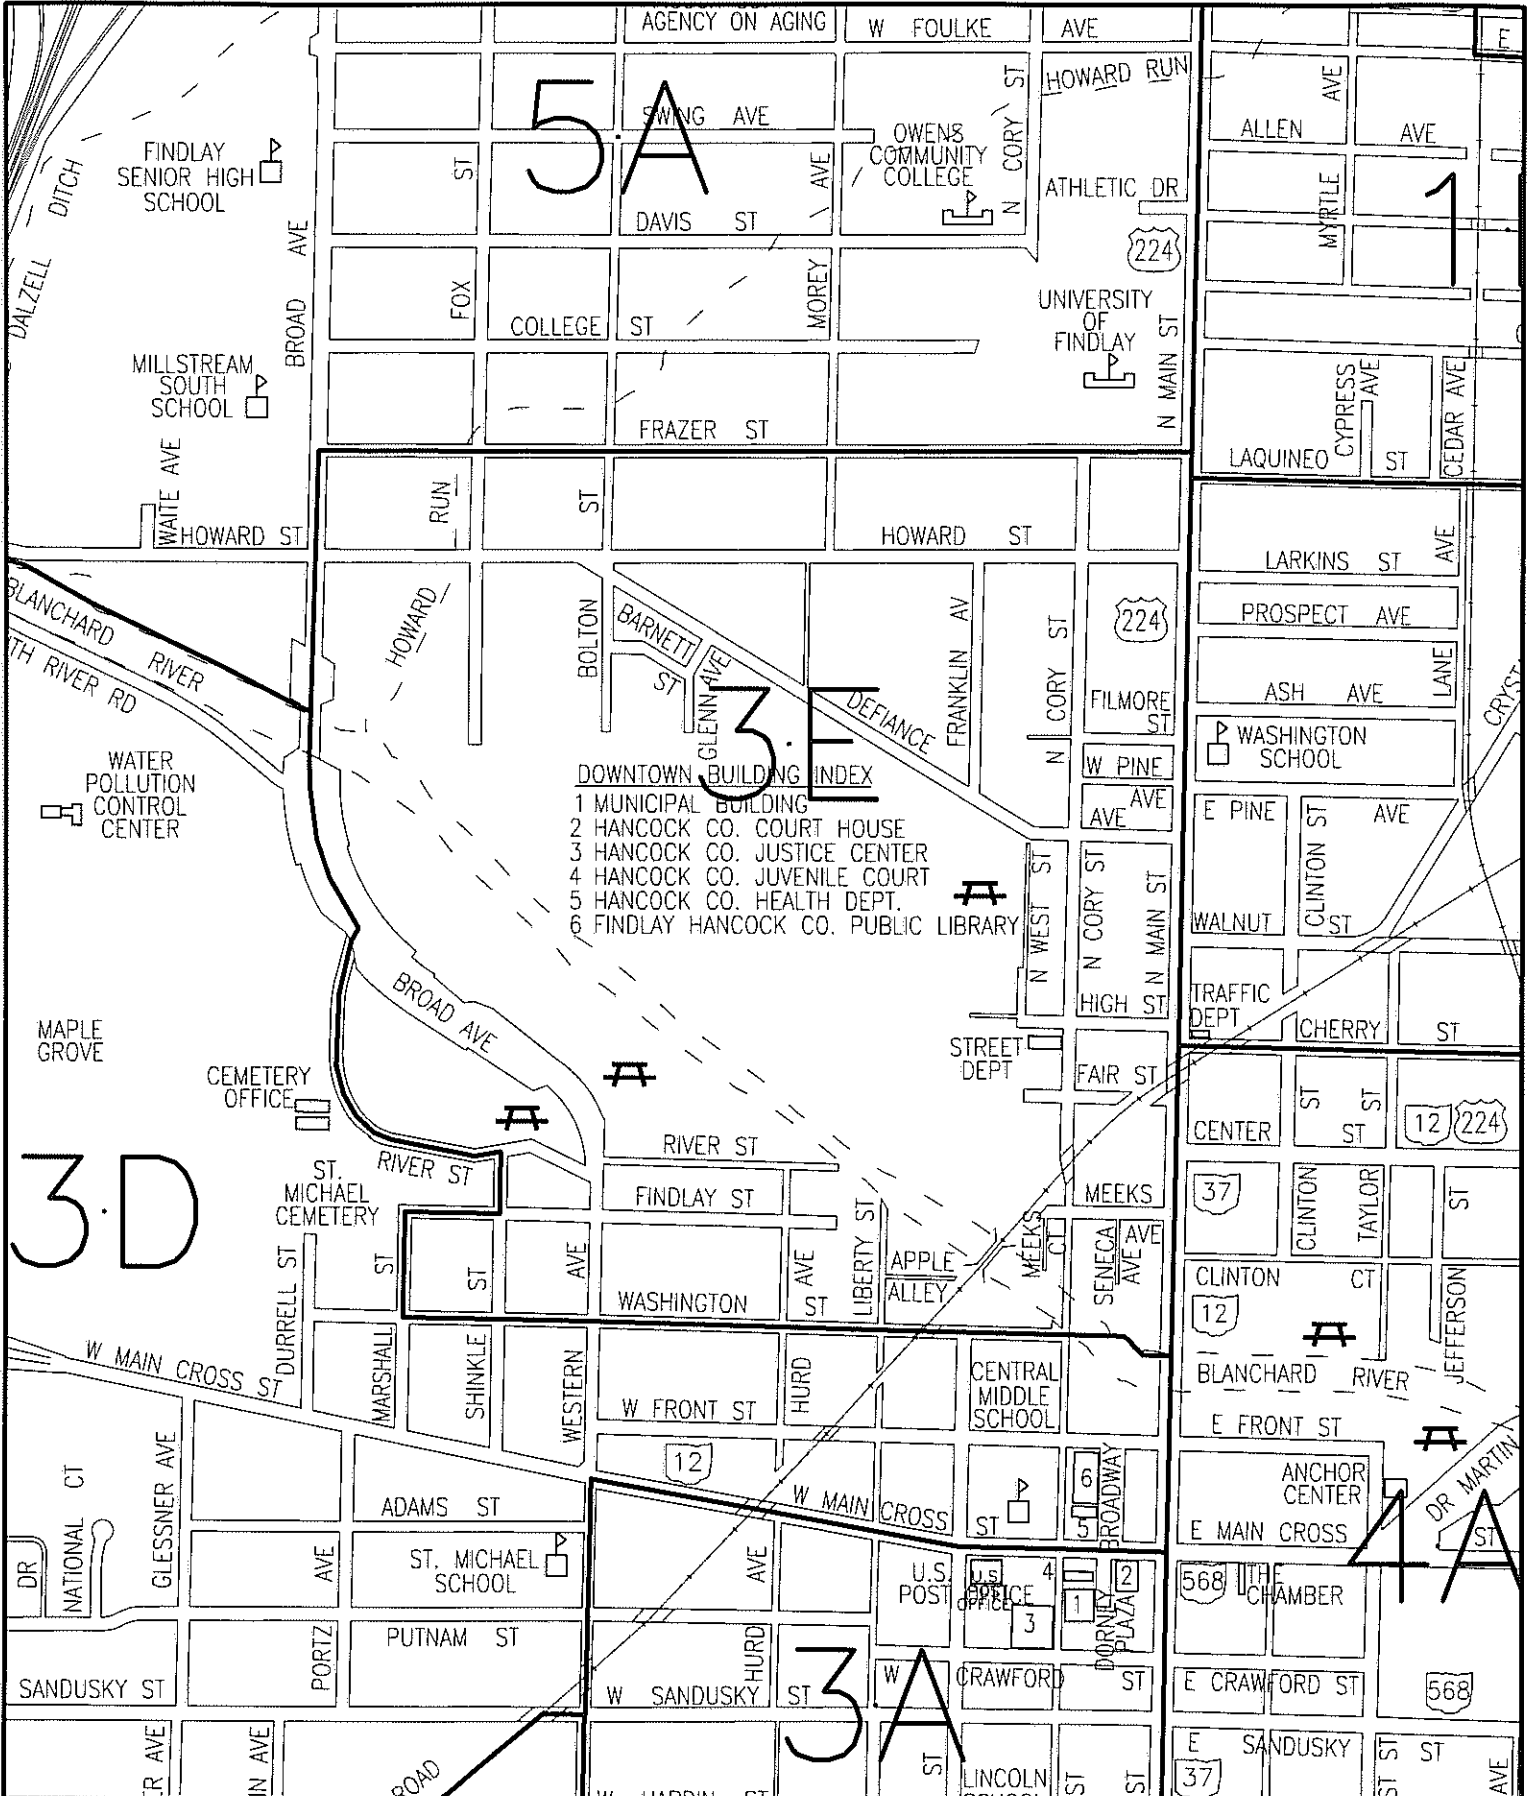 AGENCY ON AGING
W FOULKE AVE
E
HOWARD RUN
5·A
SWING AVE
N CORY ST
AVE
ALLEN AVE
OWENS
COMMUNITY
COLLEGE
FINDLAY
SENIOR HIGH
SCHOOL
DALZELL DITCH
BROAD AVE
FOX ST
MOREY AVE
ATHLETIC DR
MYRTLE
1
DAVIS ST
224
UNIVERSITY
OF
FINDLAY
N MAIN ST
COLLEGE ST
MILLSTREAM
SOUTH
SCHOOL
CYPRESS AVE
CEDAR AVE
FRAZER ST
LAQUINEO ST
WAITE AVE
HOWARD ST
HOWARD RUN
BOLTON ST
HOWARD ST
LARKINS ST
LANE AVE
BLANCHARD RIVER
TH RIVER RD
BARNETT ST
GLENN AVE
3·E
DEFIANCE
FRANKLIN AV
N CORY ST
224
PROSPECT AVE
FILMORE
ST
ASH AVE
WASHINGTON
SCHOOL
CRYST
WATER
POLLUTION
CONTROL
CENTER
W PINE
AVE
AVE
E PINE AVE
CLINTON ST
DOWNTOWN BUILDING INDEX
1 MUNICIPAL BUILDING
2 HANCOCK CO. COURT HOUSE
3 HANCOCK CO. JUSTICE CENTER
4 HANCOCK CO. JUVENILE COURT
5 HANCOCK CO. HEALTH DEPT.
6 FINDLAY HANCOCK CO. PUBLIC LIBRARY
N WEST ST
N CORY ST
N MAIN ST
WALNUT ST
BROAD AVE
HIGH ST
TRAFFIC
DEPT
CHERRY ST
MAPLE
GROVE
STREET
DEPT
FAIR ST
CEMETERY
OFFICE
ST
ST
CENTER ST
12
224
3·D
RIVER ST
RIVER ST
ST.
MICHAEL
CEMETERY
FINDLAY ST
MEEKS
37
CLINTON
TAYLOR
ST
DURRELL ST
MARSHALL ST
SHINKLE ST
WESTERN AVE
HURD AVE
LIBERTY ST
APPLE
ALLEY
MEEKS CT
SENECA AVE
AVE
CLINTON CT
12
JEFFERSON
WASHINGTON ST
BLANCHARD RIVER
W MAIN CROSS ST
CENTRAL
MIDDLE
SCHOOL
W FRONT ST
E FRONT ST
12
GLESSNER AVE
NATIONAL CT
DR
ADAMS ST
W MAIN CROSS ST
6
5
BROADWAY
ANCHOR
CENTER
DR MARTIN
E MAIN CROSS ST
4A
ST. MICHAEL
SCHOOL
PORTZ AVE
HURD AVE
U.S.
POST OFFICE
U.S.
POST
OFFICE
4
2
3
1
DORNEY
PLAZA
568
THE
CHAMBER
PUTNAM ST
3A
W CRAWFORD ST
E CRAWFORD ST
568
SANDUSKY ST
W SANDUSKY ST
E SANDUSKY ST
37
ROAD
ST
LINCOLN
ST
ST
AVE